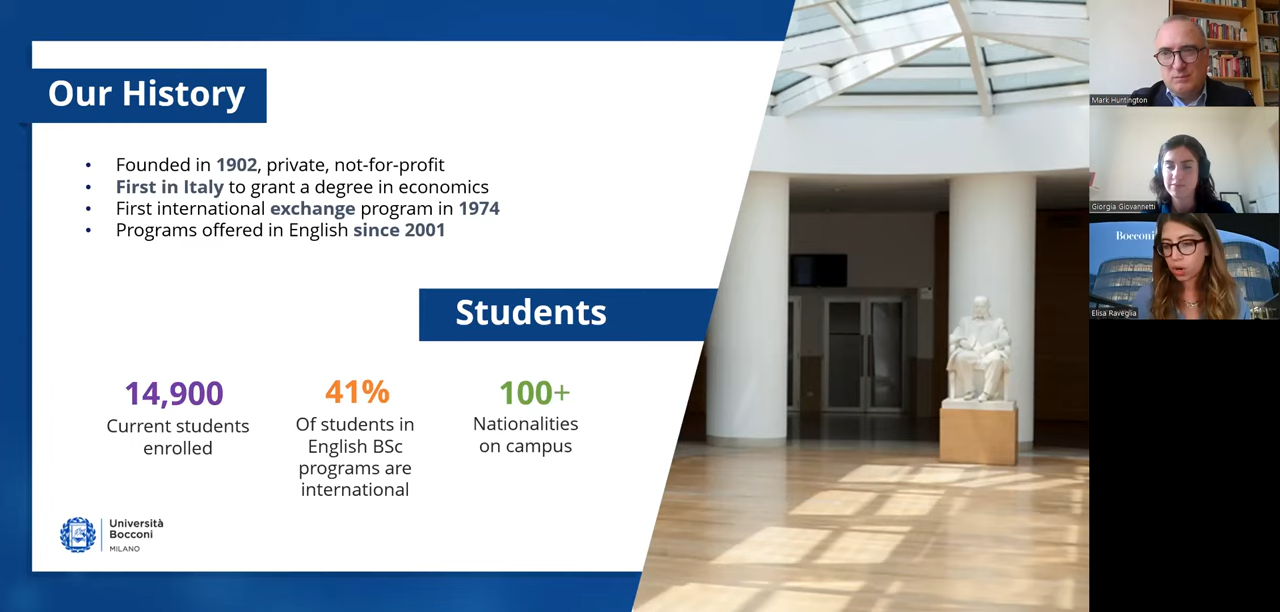 Our History
• Founded in 1902, private, not-for-profit
• First in Italy to grant a degree in economics
• First international exchange program in 1974
• Programs offered in English since 2001
Students
14,900
Current students
enrolled
41%
Of students in
English BSc
programs are
international
100+
Nationalities
on campus
Università
Bocconi
MILANO
Mark Huntington
Giorgia Giovannetti
Bocconi
Elisa Raveglia